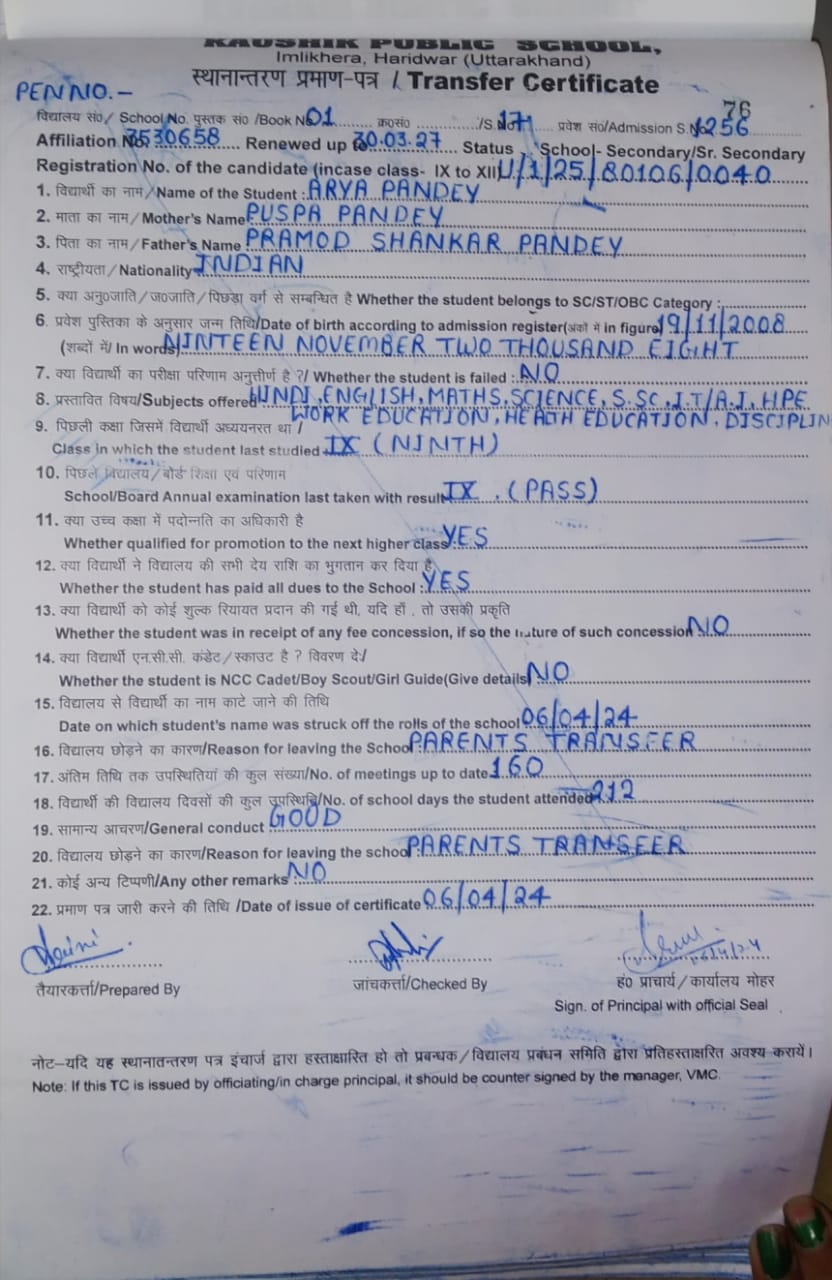 KAUSHIK PUBLIC SCHOOL,
Imlikhera, Haridwar (Uttarakhand)
स्थानान्तरण प्रमाण-पत्र / Transfer Certificate
PEN NO.-
76
विद्यालय सं०/ School No. पुस्तक सं० /Book No. 01 क्र०सं० /S.No. 171 प्रवेश सं०/Admission S.No. 1256
Affiliation No. 3530658 Renewed up to 30.03.27 Status School- Secondary/Sr. Secondary
Registration No. of the candidate (incase class- IX to XII) U/1/25/80106/0040
1. विद्यार्थी का नाम/Name of the Student : ARYA PANDEY
2. माता का नाम/Mother's Name PUSPA PANDEY
3. पिता का नाम/Father's Name PRAMOD SHANKAR PANDEY
4. राष्ट्रीयता/Nationality INDIAN
5. क्या अनु०जाति/ज०जाति/पिछड़ा वर्ग से सम्बन्धित है Whether the student belongs to SC/ST/OBC Category :
6. प्रवेश पुस्तिका के अनुसार जन्म तिथि/Date of birth according to admission register(अंकों में in figure) 19/11/2008
(शब्दों में/ In words) NINTEEN NOVEMBER TWO THOUSAND EIGHT
7. क्या विद्यार्थी का परीक्षा परिणाम अनुत्तीर्ण है ?/ Whether the student is failed : NO
8. प्रस्तावित विषय/Subjects offered HINDI, ENGLISH, MATHS, SCIENCE, S.SC, I.T/A.I, HPE
WORK EDUCATION, HEALTH EDUCATION, DISCIPLIN
9. पिछली कक्षा जिसमें विद्यार्थी अध्ययनरत था /
Class in which the student last studied IX (NINTH)
10. पिछले विद्यालय/बोर्ड शिक्षा एवं परिणाम
School/Board Annual examination last taken with result IX . (PASS)
11. क्या उच्च कक्षा में पदोन्नति का अधिकारी है
Whether qualified for promotion to the next higher class YES
12. क्या विद्यार्थी ने विद्यालय की सभी देय राशि का भुगतान कर दिया है
Whether the student has paid all dues to the School : YES
13. क्या विद्यार्थी को कोई शुल्क रियायत प्रदान की गई थी, यदि हाँ , तो उसकी प्रकृति
Whether the student was in receipt of any fee concession, if so the nature of such concession NO
14. क्या विद्यार्थी एन.सी.सी. कंडेट/स्काउट है ? विवरण दे/
Whether the student is NCC Cadet/Boy Scout/Girl Guide(Give details) NO
15. विद्यालय से विद्यार्थी का नाम काटे जाने की तिथि
Date on which student's name was struck off the rolls of the school 06/04/24
16. विद्यालय छोड़ने का कारण/Reason for leaving the School PARENTS TRANSFER
17. अंतिम तिथि तक उपस्थितियां की कुल संख्या/No. of meetings up to date 160
18. विद्यार्थी की विद्यालय दिवसों की कुल उपस्थिति/No. of school days the student attended 212
19. सामान्य आचरण/General conduct GOOD
20. विद्यालय छोड़ने का कारण/Reason for leaving the school PARENTS TRANSFER
21. कोई अन्य टिप्पणी/Any other remarks NO
22. प्रमाण पत्र जारी करने की तिथि /Date of issue of certificate 06/04/24
06/4/24
तैयारकर्त्ता/Prepared By जांचकर्त्ता/Checked By ह० प्राचार्य/कार्यालय मोहर
Sign. of Principal with official Seal
नोट–यदि यह स्थानातन्तरण पत्र इंचार्ज द्वारा हस्ताक्षारित हो तो प्रबन्धक/विद्यालय प्रबंधन समिति द्वारा प्रतिहस्ताक्षरित अवश्य करायें।
Note: If this TC is issued by officiating/in charge principal, it should be counter signed by the manager, VMC.